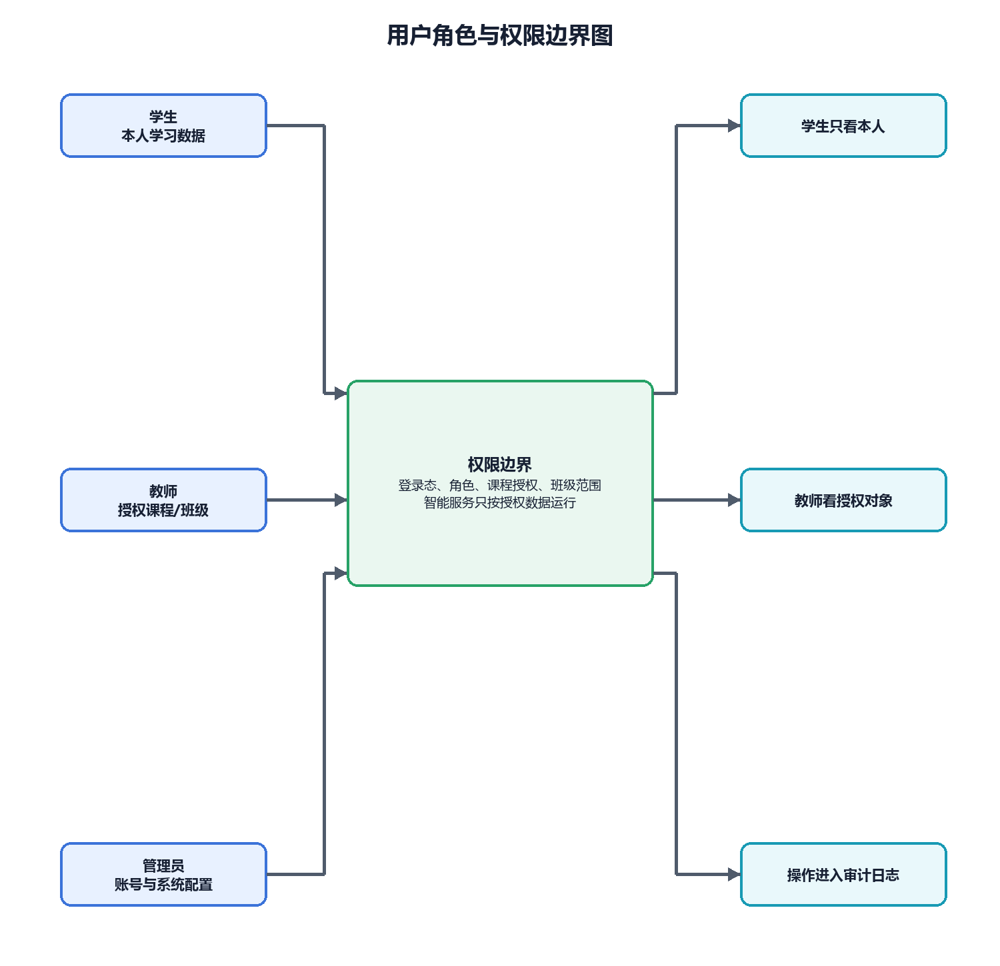 用户角色与权限边界图
学生
本人学习数据
学生只看本人
权限边界
登录态、角色、课程授权、班级范围
智能服务只按授权数据运行
教师
授权课程/班级
教师看授权对象
管理员
账号与系统配置
操作进入审计日志